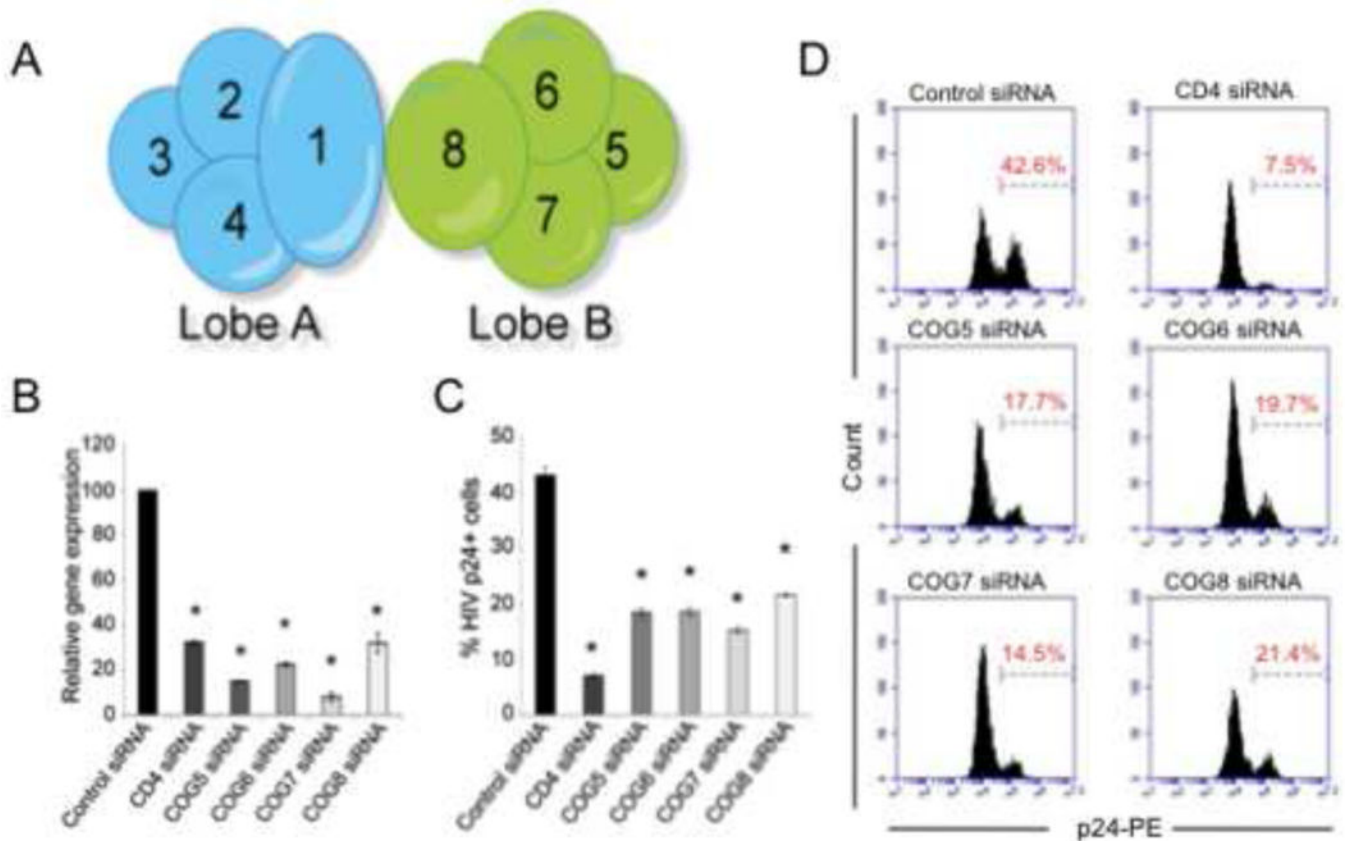 A
2
3
1
4
Lobe A
6
8
5
7
Lobe B
B
Relative gene expression
120
100
80
60
40
20
0
*
*
*
*
*
Control siRNA
CD4 siRNA
COG5 siRNA
COG6 siRNA
COG7 siRNA
COG8 siRNA
C
% HIV p24+ cells
50
40
30
20
10
0
*
*
*
*
*
Control siRNA
CD4 siRNA
COG5 siRNA
COG6 siRNA
COG7 siRNA
COG8 siRNA
D
Count
Control siRNA
42.6%
CD4 siRNA
7.5%
COG5 siRNA
17.7%
COG6 siRNA
19.7%
COG7 siRNA
14.5%
COG8 siRNA
21.4%
p24-PE